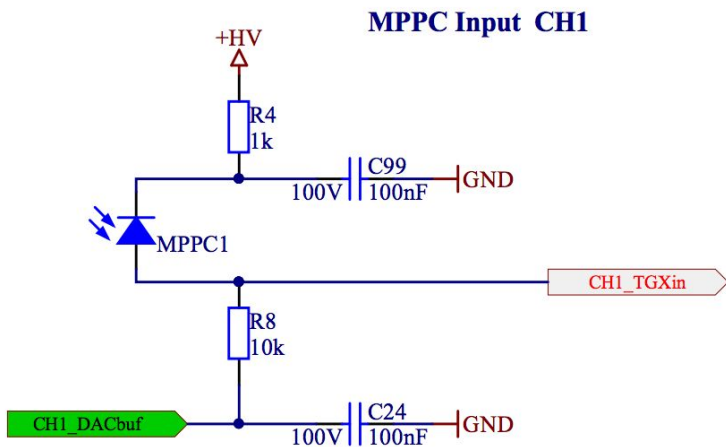 MPPC Input CH1
+HV
R4
1k
C99
100V 100nF
GND
MPPC1
CH1_TGXin
R8
10k
CH1_DACbuf
C24
100V 100nF
GND